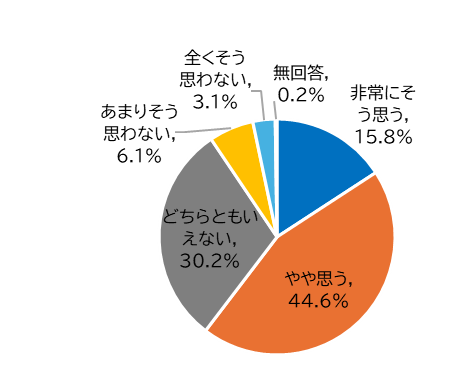 全くそう
思わない,
3.1%
無回答,
0.2%
非常にそ
う思う,
15.8%
あまりそう
思わない,
6.1%
どちらともい
えない,
30.2%
やや思う,
44.6%